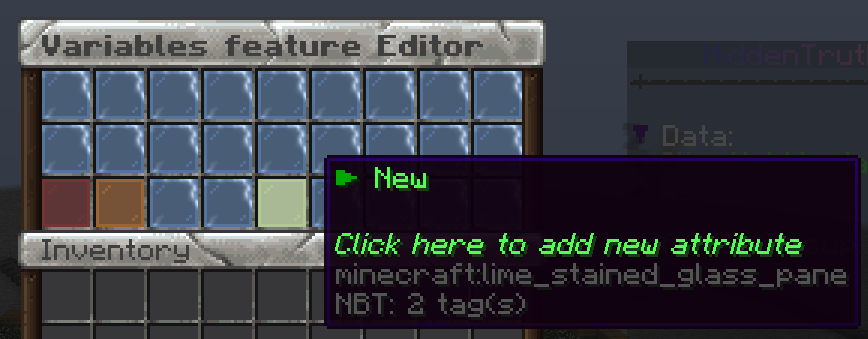 Variables feature Editor
Data:
► New
Click here to add new attribute
minecraft:lime_stained_glass_pane
NBT: 2 tag(s)
Inventory